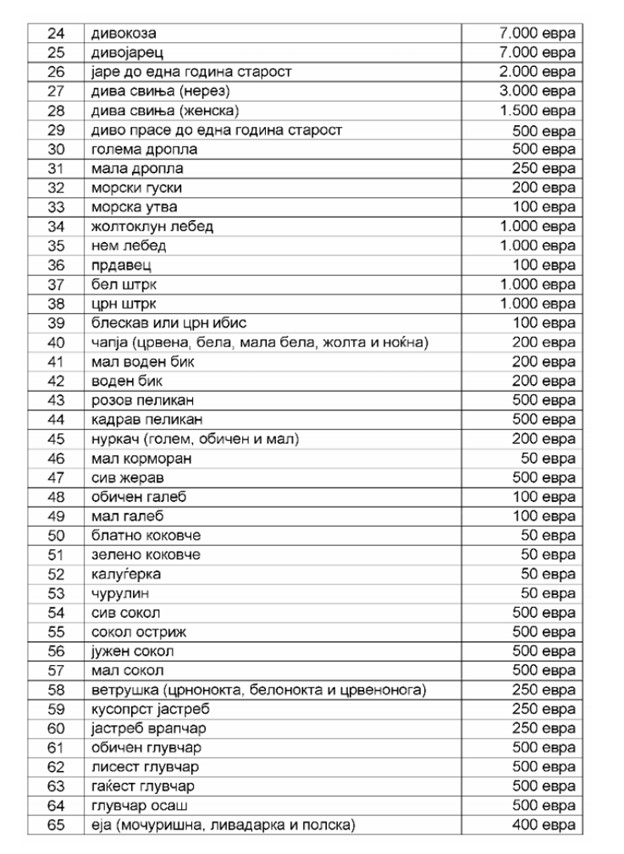 24 дивокоза 7.000 евра
25 дивојарец 7.000 евра
26 јаре до една година старост 2.000 евра
27 дива свиња (нерез) 3.000 евра
28 дива свиња (женска) 1.500 евра
29 диво прасе до една година старост 500 евра
30 голема дропла 500 евра
31 мала дропла 250 евра
32 морски гуски 200 евра
33 морска утва 100 евра
34 жолтоклун лебед 1.000 евра
35 нем лебед 1.000 евра
36 прдавец 100 евра
37 бел штрк 1.000 евра
38 црн штрк 1.000 евра
39 блескав или црн ибис 100 евра
40 чапја (црвена, бела, мала бела, жолта и ноќна) 200 евра
41 мал воден бик 200 евра
42 воден бик 200 евра
43 розов пеликан 500 евра
44 кадрав пеликан 500 евра
45 нуркач (голем, обичен и мал) 200 евра
46 мал корморан 50 евра
47 сив жерав 500 евра
48 обичен галеб 100 евра
49 мал галеб 100 евра
50 блатно коковче 50 евра
51 зелено коковче 50 евра
52 калуѓерка 50 евра
53 чурулин 50 евра
54 сив сокол 500 евра
55 сокол остриж 500 евра
56 јужен сокол 500 евра
57 мал сокол 500 евра
58 ветрушка (црнонокта, белонокта и црвенонога) 250 евра
59 кусопрст јастреб 250 евра
60 јастреб врапчар 250 евра
61 обичен глувчар 500 евра
62 лисест глувчар 500 евра
63 гаќест глувчар 500 евра
64 глувчар осаш 500 евра
65 еја (мочуришна, ливадарка и полска) 400 евра